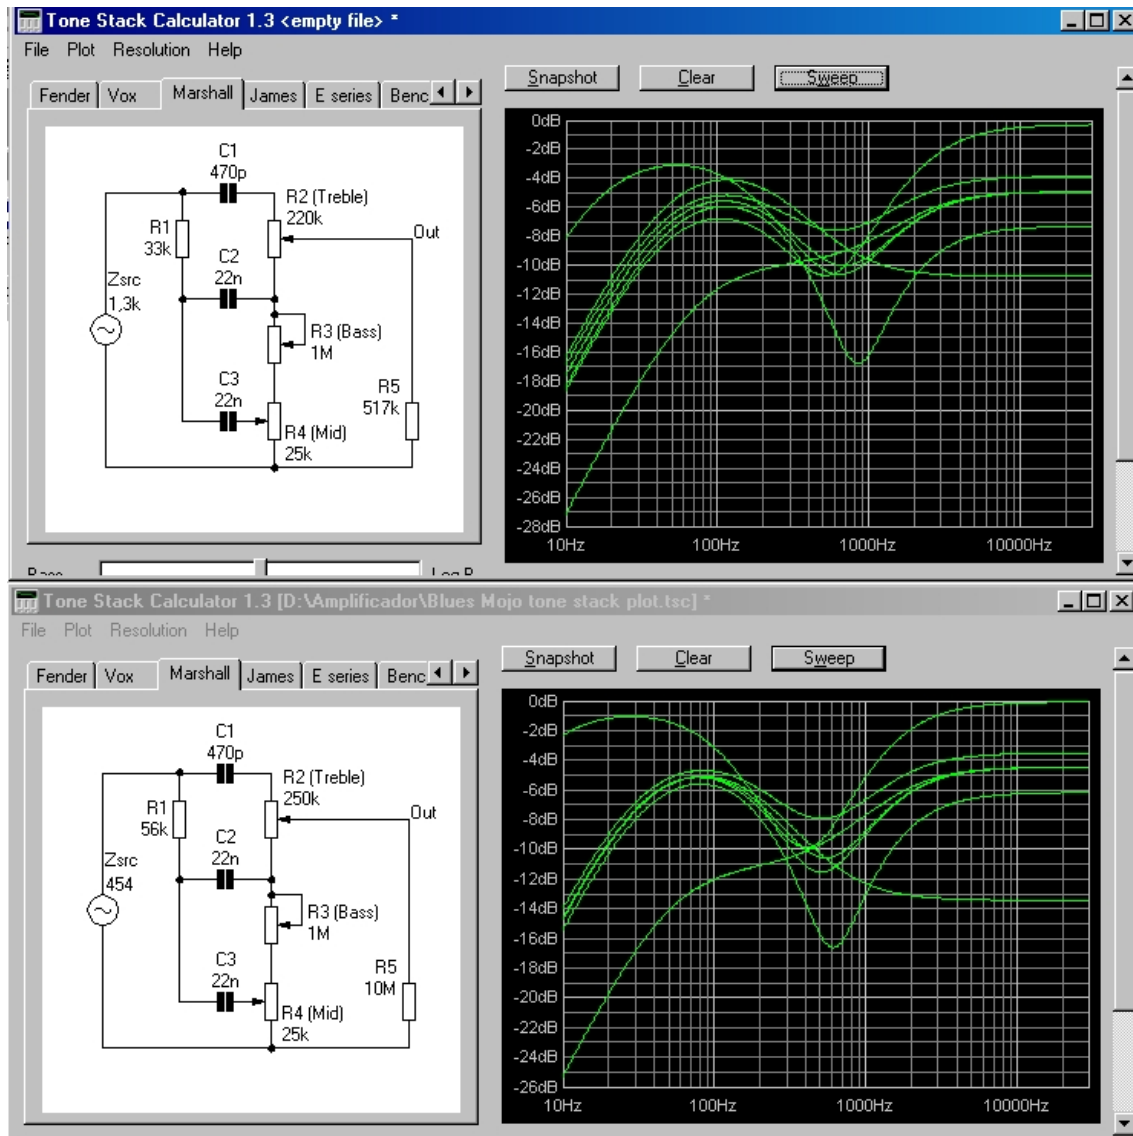 Tone Stack Calculator 1.3 <empty file> *
File Plot Resolution Help
Snapshot Clear Sweep
Fender Vox Marshall James E series Benc
C1
470p
R2 (Treble)
220k
R1
33k
Out
C2
22n
Zsrc
1,3k
R3 (Bass)
1M
C3
22n
R5
517k
R4 (Mid)
25k
0dB
-2dB
-4dB
-6dB
-8dB
-10dB
-12dB
-14dB
-16dB
-18dB
-20dB
-22dB
-24dB
-26dB
-28dB
10Hz 100Hz 1000Hz 10000Hz
Tone Stack Calculator 1.3 [D:\Amplificador\Blues Mojo tone stack plot.tsc] *
File Plot Resolution Help
Snapshot Clear Sweep
Fender Vox Marshall James E series Benc
C1
470p
R2 (Treble)
250k
R1
56k
Out
C2
22n
Zsrc
454
R3 (Bass)
1M
C3
22n
R5
10M
R4 (Mid)
25k
0dB
-2dB
-4dB
-6dB
-8dB
-10dB
-12dB
-14dB
-16dB
-18dB
-20dB
-22dB
-24dB
-26dB
10Hz 100Hz 1000Hz 10000Hz